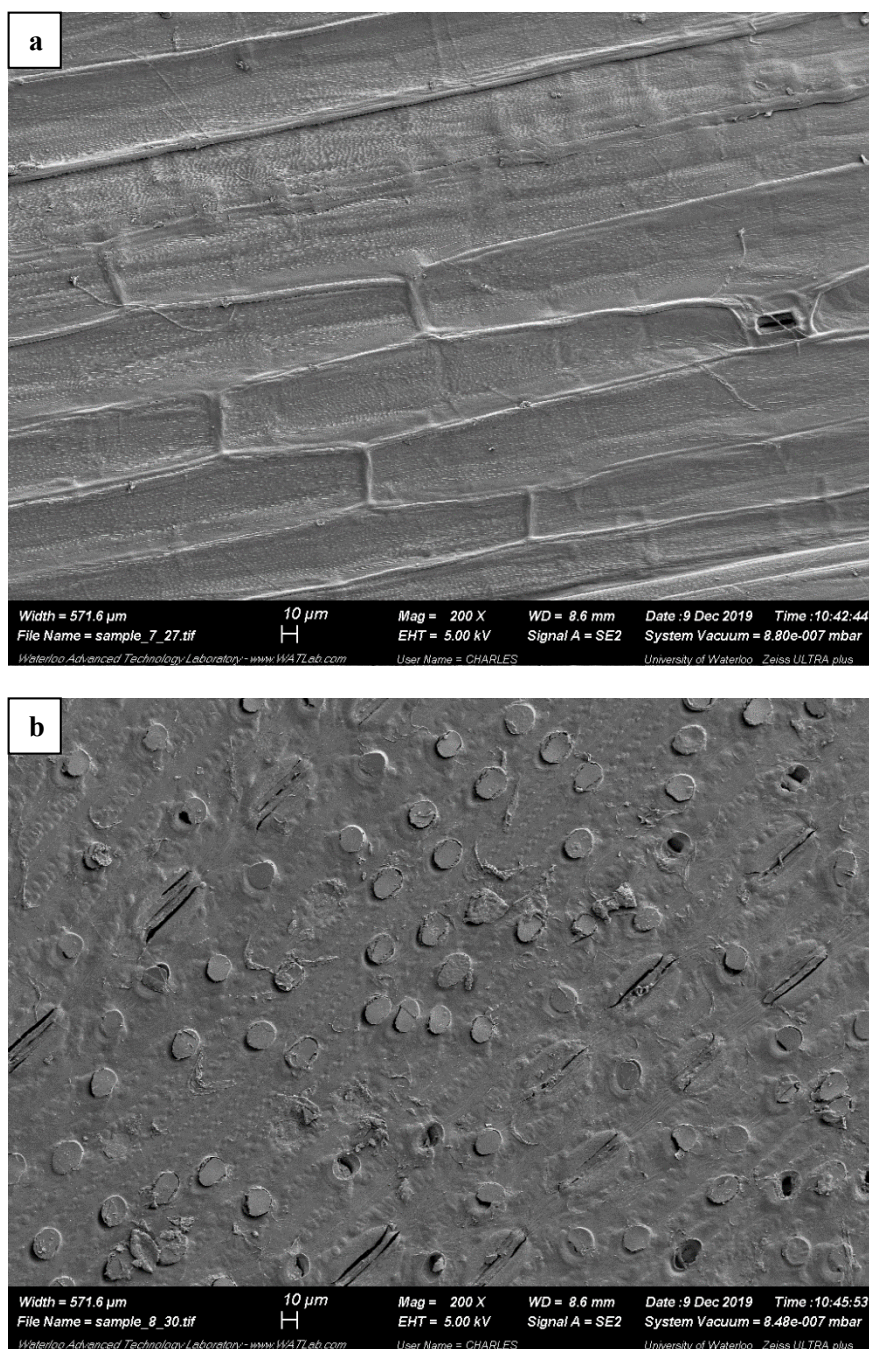 a
Width = 571.6 µm 10 µm Mag = 200 X WD = 8.6 mm Date :9 Dec 2019 Time :10:42:44
File Name = sample_7_27.tif EHT = 5.00 kV Signal A = SE2 System Vacuum = 8.80e-007 mbar
Waterloo Advanced Technology Laboratory - www.WATLab.com User Name = CHARLES University of Waterloo Zeiss ULTRA plus
b
Width = 571.6 µm 10 µm Mag = 200 X WD = 8.6 mm Date :9 Dec 2019 Time :10:45:53
File Name = sample_8_30.tif EHT = 5.00 kV Signal A = SE2 System Vacuum = 8.48e-007 mbar
Waterloo Advanced Technology Laboratory - www.WATLab.com User Name = CHARLES University of Waterloo Zeiss ULTRA plus